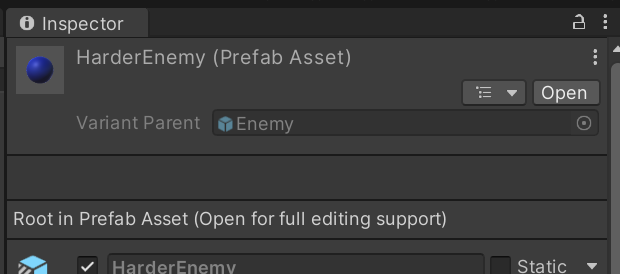 Inspector
HarderEnemy (Prefab Asset)
Open
Variant Parent Enemy
Root in Prefab Asset (Open for full editing support)
HarderEnemy Static